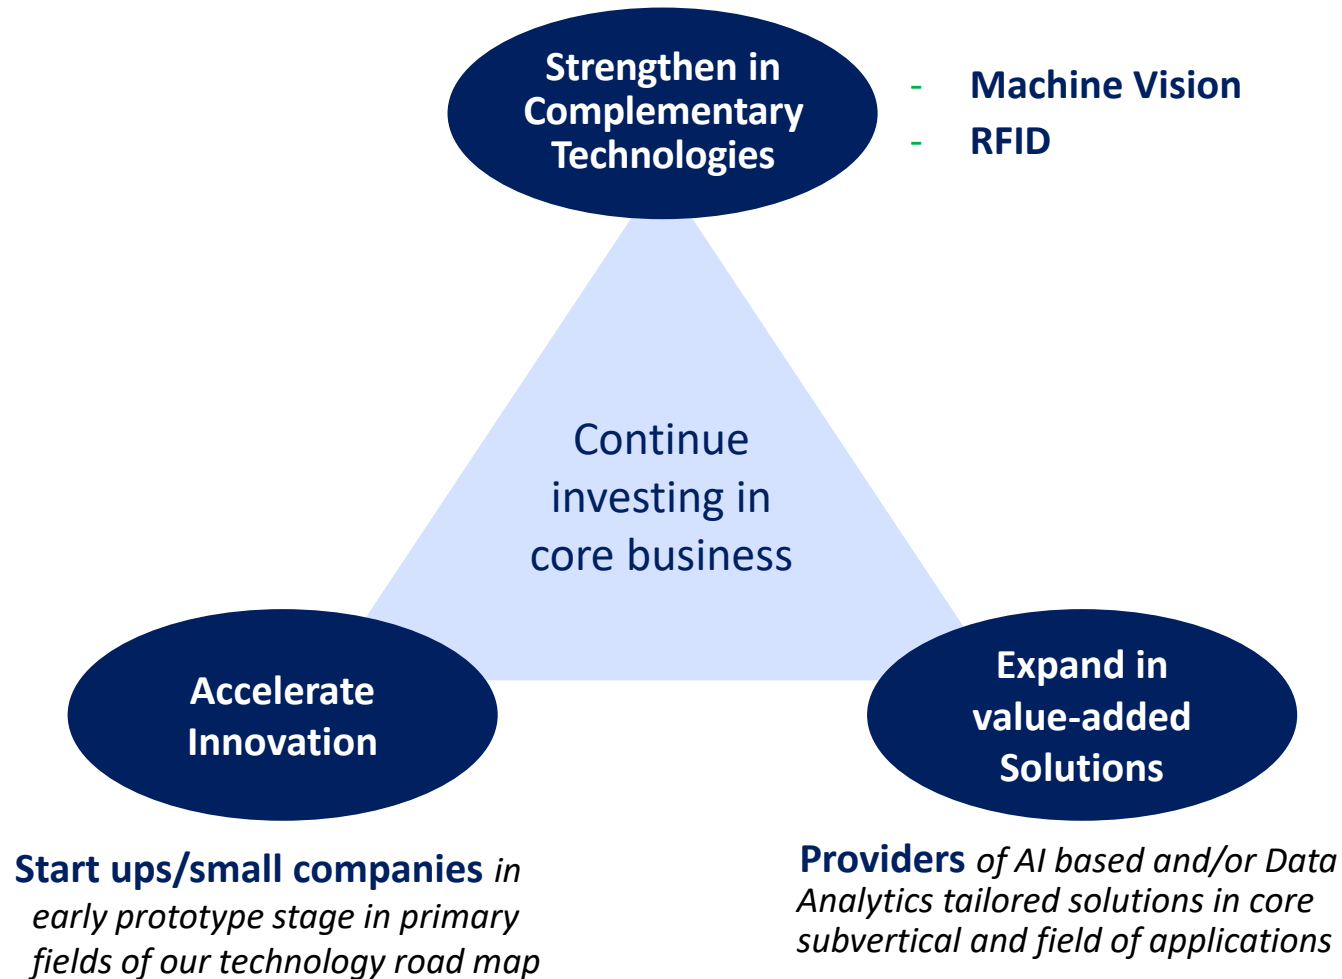 Strengthen in
Complementary
Technologies
- Machine Vision
- RFID
Continue
investing in
core business
Accelerate
Innovation
Expand in
value-added
Solutions
Start ups/small companies in
early prototype stage in primary
fields of our technology road map
Providers of AI based and/or Data
Analytics tailored solutions in core
subvertical and field of applications